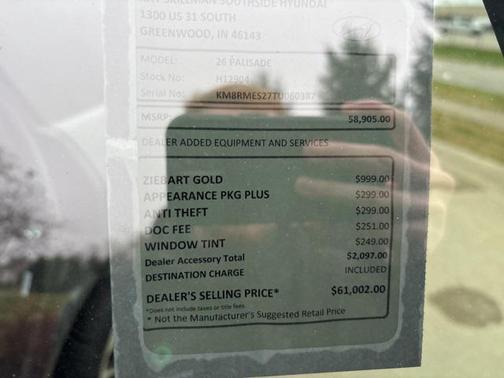 SKILLMAN SOUTHSIDE HYUNDAI
1300 US 31 SOUTH
GREENWOOD, IN 46143
MODEL: 26 PALISADE
Stock No: H12904
Serial No: KM8RMES27TU060387
MSRP: 58,905.00
DEALER ADDED EQUIPMENT AND SERVICES
ZIEBART GOLD $999.00
APPEARANCE PKG PLUS $299.00
ANTI THEFT $299.00
DOC FEE $251.00
WINDOW TINT $249.00
Dealer Accessory Total $2,097.00
DESTINATION CHARGE INCLUDED
DEALER'S SELLING PRICE* $61,002.00
*Does not include taxes or title fees.
* Not the Manufacturer's Suggested Retail Price